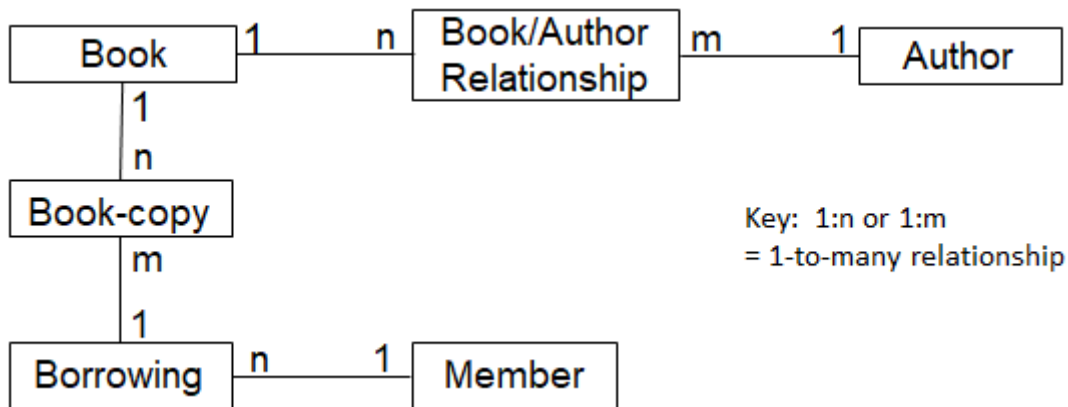 Book
1
n
Book/Author
Relationship
m
1
Author
1
n
Book-copy
m
1
Borrowing
n
1
Member
Key:  1:n or 1:m
= 1-to-many relationship